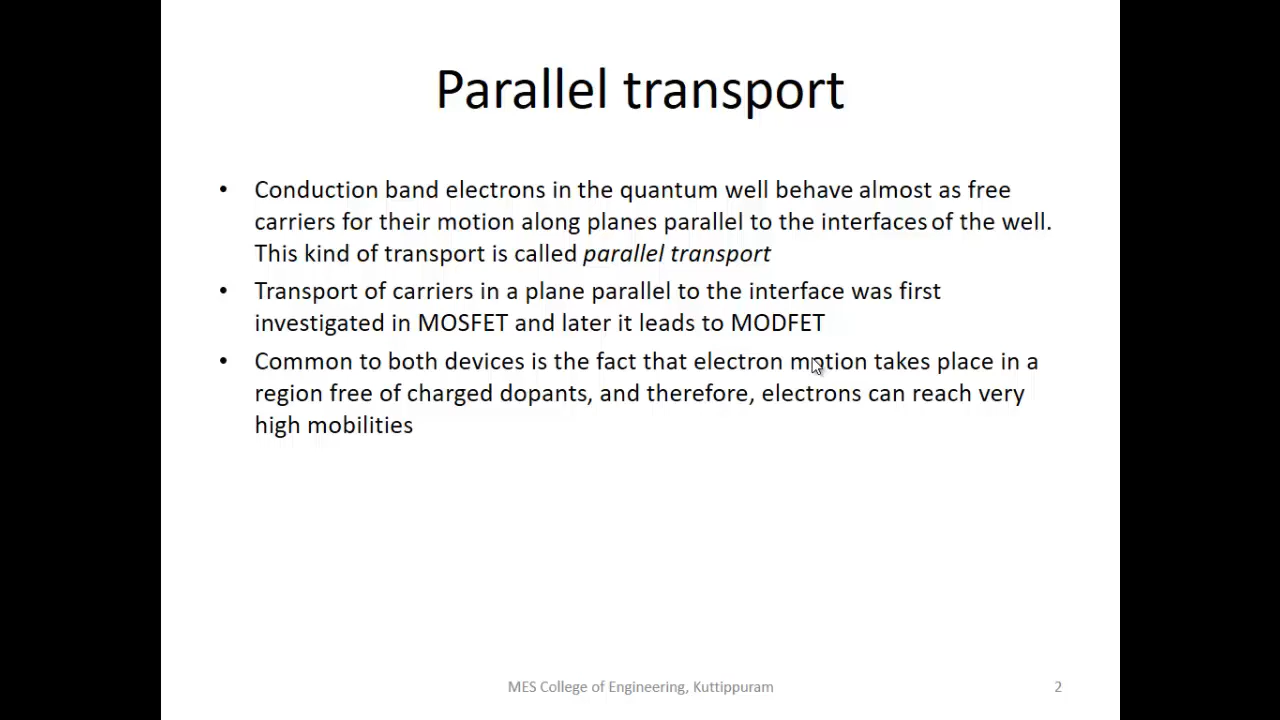 Parallel transport
• Conduction band electrons in the quantum well behave almost as free
carriers for their motion along planes parallel to the interfaces of the well.
This kind of transport is called parallel transport
• Transport of carriers in a plane parallel to the interface was first
investigated in MOSFET and later it leads to MODFET
• Common to both devices is the fact that electron motion takes place in a
region free of charged dopants, and therefore, electrons can reach very
high mobilities
MES College of Engineering, Kuttippuram
2